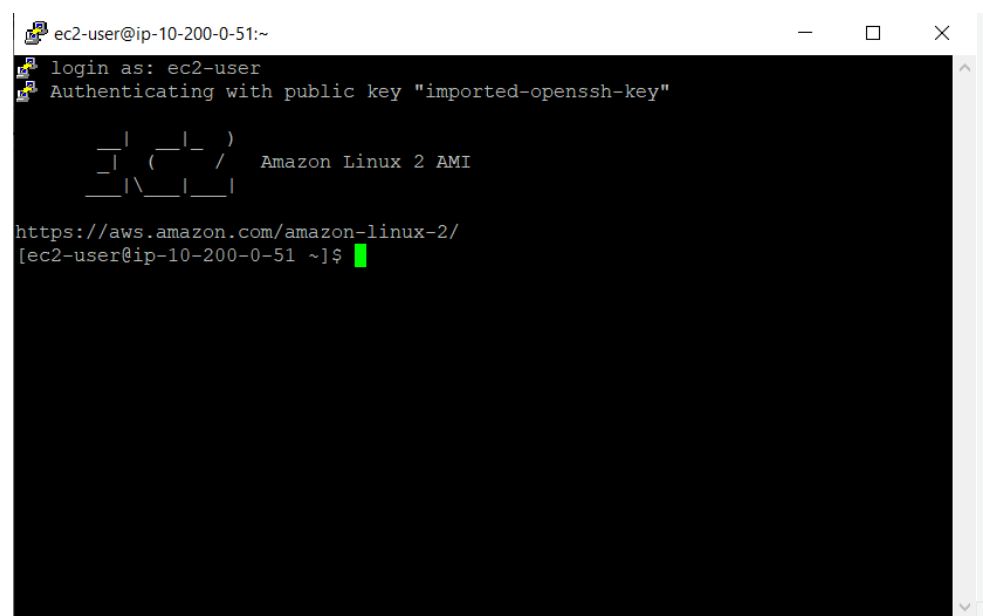 ec2-user@ip-10-200-0-51:~
login as: ec2-user
Authenticating with public key "imported-openssh-key"
       __|  __|_  )
       _|  (     /   Amazon Linux 2 AMI
      ___|\___|___|
https://aws.amazon.com/amazon-linux-2/
[ec2-user@ip-10-200-0-51 ~]$